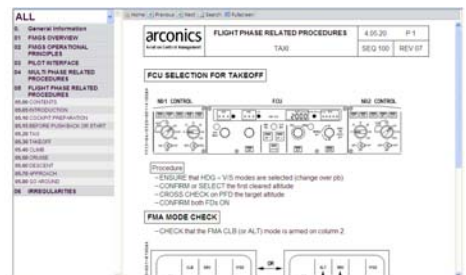 ALL
0. General Information
01 FMGS OVERVIEW
02 FMGS OPERATIONAL
PRINCIPLES
03 PILOT INTERFACE
04 MULTI PHASE RELATED
PROCEDURES
05 FLIGHT PHASE RELATED
PROCEDURES
05.00 CONTENTS
05.05 INTRODUCTION
05.10 COCKPIT PREPARATION
05.15 BEFORE PUSHBACK OR START
05.20 TAXI
05.30 TAKEOFF
05.40 CLIMB
05.50 CRUISE
05.60 DESCENT
05.70 APPROACH
05.80 GO AROUND
06 IRREGULARITIES
Home Previous Next Search Fullscreen
arconics
FLIGHT PHASE RELATED PROCEDURES
4.05.20 P 1
TAXI
SEQ 100 REV 07
FCU SELECTION FOR TAKEOFF
ND1 CONTROL FCU ND2 CONTROL
2000
Procedure
– ENSURE that HDG – V/S modes are selected (change over pb)
– CONFIRM or SELECT the first cleared altitude
– CROSS CHECK on PFD the target altitude
– CONFIRM both FDs ON
FMA MODE CHECK
– CHECK that the FMA CLB (or ALT) mode is armed on column 2.
CLB
OR
ALT